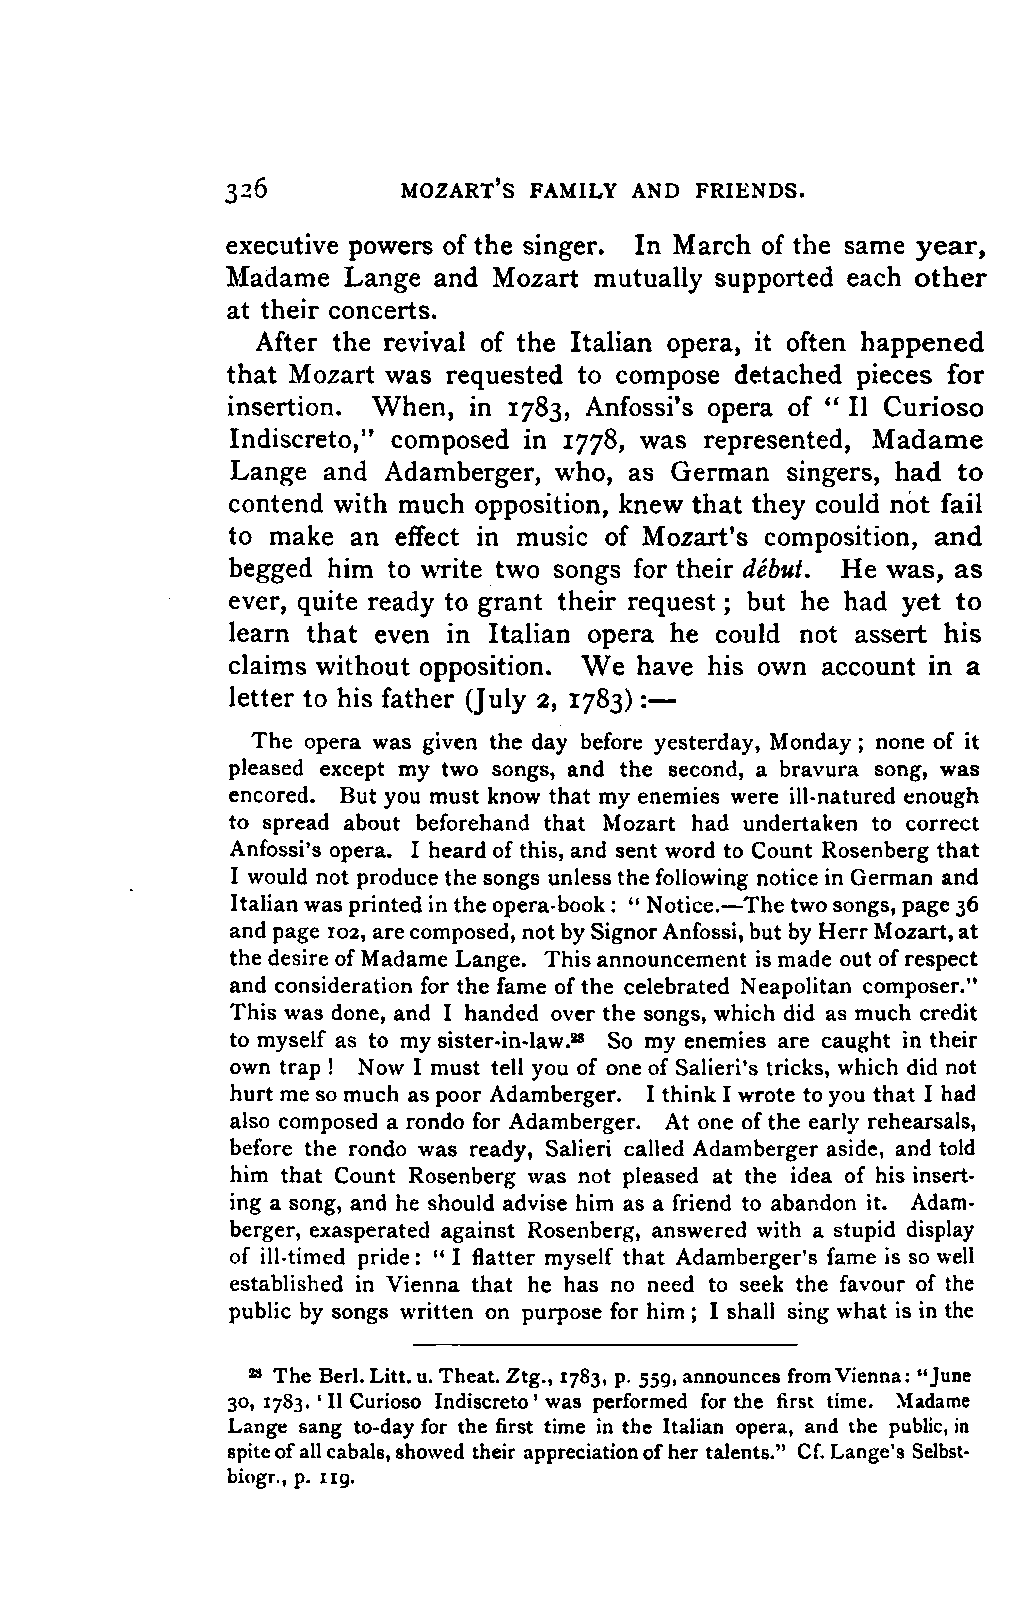 326 MOZART'S FAMILY AND FRIENDS.
executive powers of the singer. In March of the same year,
Madame Lange and Mozart mutually supported each other
at their concerts.
After the revival of the Italian opera, it often happened
that Mozart was requested to compose detached pieces for
insertion. When, in 1783, Anfossi's opera of "Il Curioso
Indiscreto," composed in 1778, was represented, Madame
Lange and Adamberger, who, as German singers, had to
contend with much opposition, knew that they could not fail
to make an effect in music of Mozart's composition, and
begged him to write two songs for their début. He was, as
ever, quite ready to grant their request; but he had yet to
learn that even in Italian opera he could not assert his
claims without opposition. We have his own account in a
letter to his father (July 2, 1783):—
The opera was given the day before yesterday, Monday; none of it
pleased except my two songs, and the second, a bravura song, was
encored. But you must know that my enemies were ill-natured enough
to spread about beforehand that Mozart had undertaken to correct
Anfossi's opera. I heard of this, and sent word to Count Rosenberg that
I would not produce the songs unless the following notice in German and
Italian was printed in the opera-book: "Notice.—The two songs, page 36
and page 102, are composed, not by Signor Anfossi, but by Herr Mozart, at
the desire of Madame Lange. This announcement is made out of respect
and consideration for the fame of the celebrated Neapolitan composer."
This was done, and I handed over the songs, which did as much credit
to myself as to my sister-in-law.²⁸ So my enemies are caught in their
own trap! Now I must tell you of one of Salieri's tricks, which did not
hurt me so much as poor Adamberger. I think I wrote to you that I had
also composed a rondo for Adamberger. At one of the early rehearsals,
before the rondo was ready, Salieri called Adamberger aside, and told
him that Count Rosenberg was not pleased at the idea of his insert-
ing a song, and he should advise him as a friend to abandon it. Adam-
berger, exasperated against Rosenberg, answered with a stupid display
of ill-timed pride: "I flatter myself that Adamberger's fame is so well
established in Vienna that he has no need to seek the favour of the
public by songs written on purpose for him; I shall sing what is in the
²⁸ The Berl. Litt. u. Theat. Ztg., 1783, p. 559, announces from Vienna: "June
30, 1783. 'Il Curioso Indiscreto' was performed for the first time. Madame
Lange sang to-day for the first time in the Italian opera, and the public, in
spite of all cabals, showed their appreciation of her talents." Cf. Lange's Selbst-
biogr., p. 119.